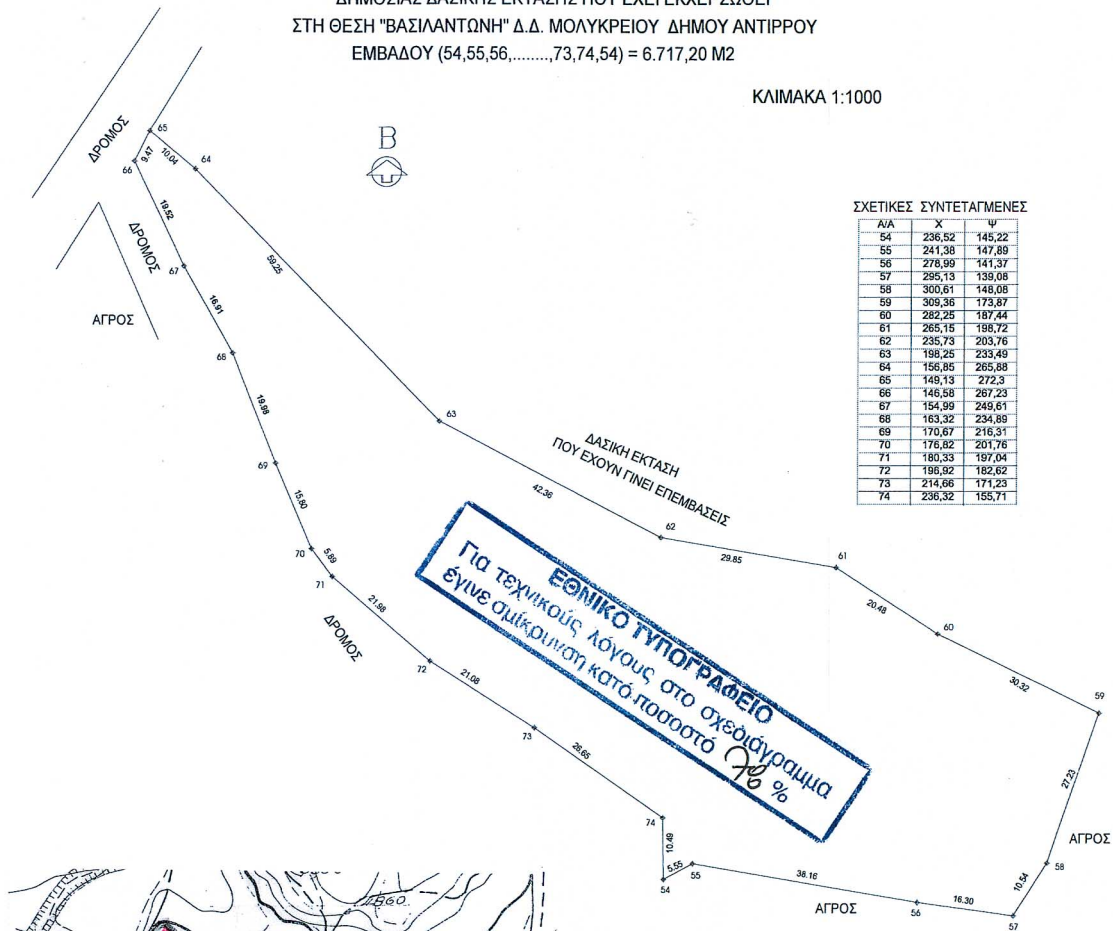 ΔΗΜΟΣΙΑΣ ΔΑΣΙΚΗΣ ΕΚΤΑΣΗΣ ΠΟΥ ΕΧΕΙ ΕΚΧΕΡΣΩΘΕΙ
ΣΤΗ ΘΕΣΗ "ΒΑΣΙΛΑΝΤΩΝΗ" Δ.Δ. ΜΟΛΥΚΡΕΙΟΥ ΔΗΜΟΥ ΑΝΤΙΡΡΟΥ
ΕΜΒΑΔΟΥ (54,55,56,........,73,74,54) = 6.717,20 M2
ΚΛΙΜΑΚΑ 1:1000
Β
ΔΡΟΜΟΣ
65
66
9.47
10.04
64
19.52
ΔΡΟΜΟΣ
67
59.25
ΑΓΡΟΣ
16.91
68
19.98
63
69
ΔΑΣΙΚΗ ΕΚΤΑΣΗ
ΠΟΥ ΕΧΟΥΝ ΓΙΝΕΙ ΕΠΕΜΒΑΣΕΙΣ
42.36
62
15.80
29.85
61
70
5.89
71
20.48
60
21.98
ΔΡΟΜΟΣ
30.32
59
72
21.08
73
26.65
27.23
74
10.49
ΑΓΡΟΣ
58
5.55
55
54
38.16
10.54
ΑΓΡΟΣ
56
16.30
57
ΣΧΕΤΙΚΕΣ ΣΥΝΤΕΤΑΓΜΕΝΕΣ
Α/Α Χ Ψ
54 236,52 145,22
55 241,38 147,89
56 278,99 141,37
57 295,13 139,08
58 300,61 148,08
59 309,36 173,87
60 282,25 187,44
61 265,15 198,72
62 235,73 203,76
63 198,25 233,49
64 156,85 265,88
65 149,13 272,3
66 146,58 267,23
67 154,99 249,61
68 163,32 234,89
69 170,67 216,31
70 176,82 201,76
71 180,33 197,04
72 196,92 182,62
73 214,66 171,23
74 236,32 155,71
ΕΘΝΙΚΟ ΤΥΠΟΓΡΑΦΕΙΟ
Για τεχνικούς λόγους στο σχεδιάγραμμα
έγινε σμίκρυνση κατά ποσοστό %
860